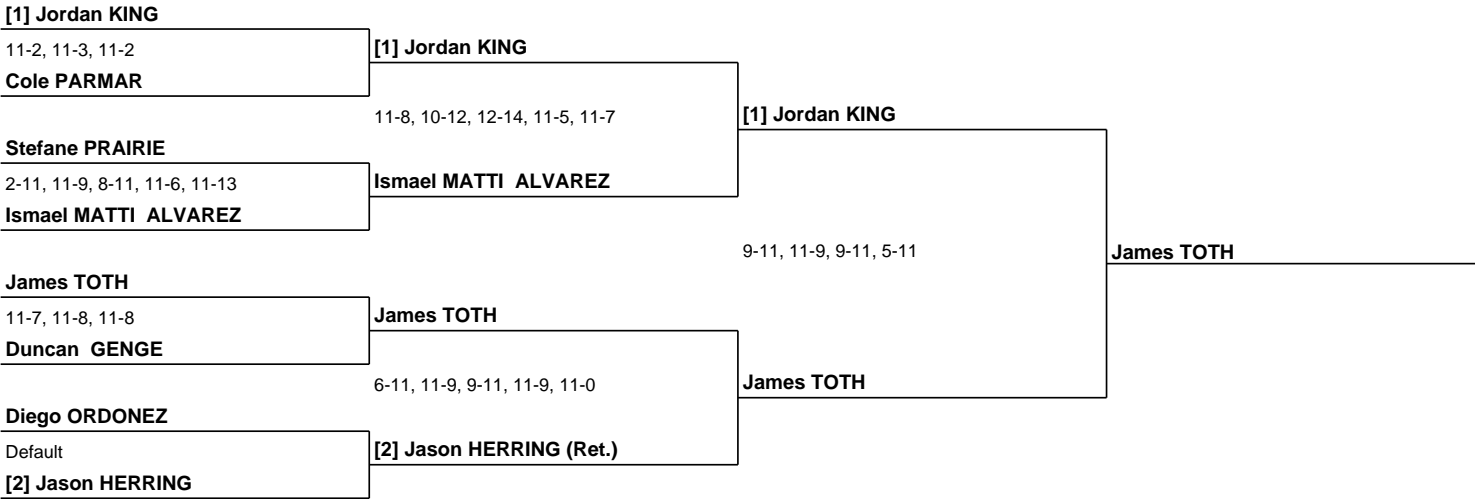 [1] Jordan KING
11-2, 11-3, 11-2
Cole PARMAR
Stefane PRAIRIE
2-11, 11-9, 8-11, 11-6, 11-13
Ismael MATTI  ALVAREZ
James TOTH
11-7, 11-8, 11-8
Duncan  GENGE
Diego ORDONEZ
Default
[2] Jason HERRING
[1] Jordan KING
11-8, 10-12, 12-14, 11-5, 11-7
Ismael MATTI  ALVAREZ
James TOTH
6-11, 11-9, 9-11, 11-9, 11-0
[2] Jason HERRING (Ret.)
[1] Jordan KING
9-11, 11-9, 9-11, 5-11
James TOTH
James TOTH